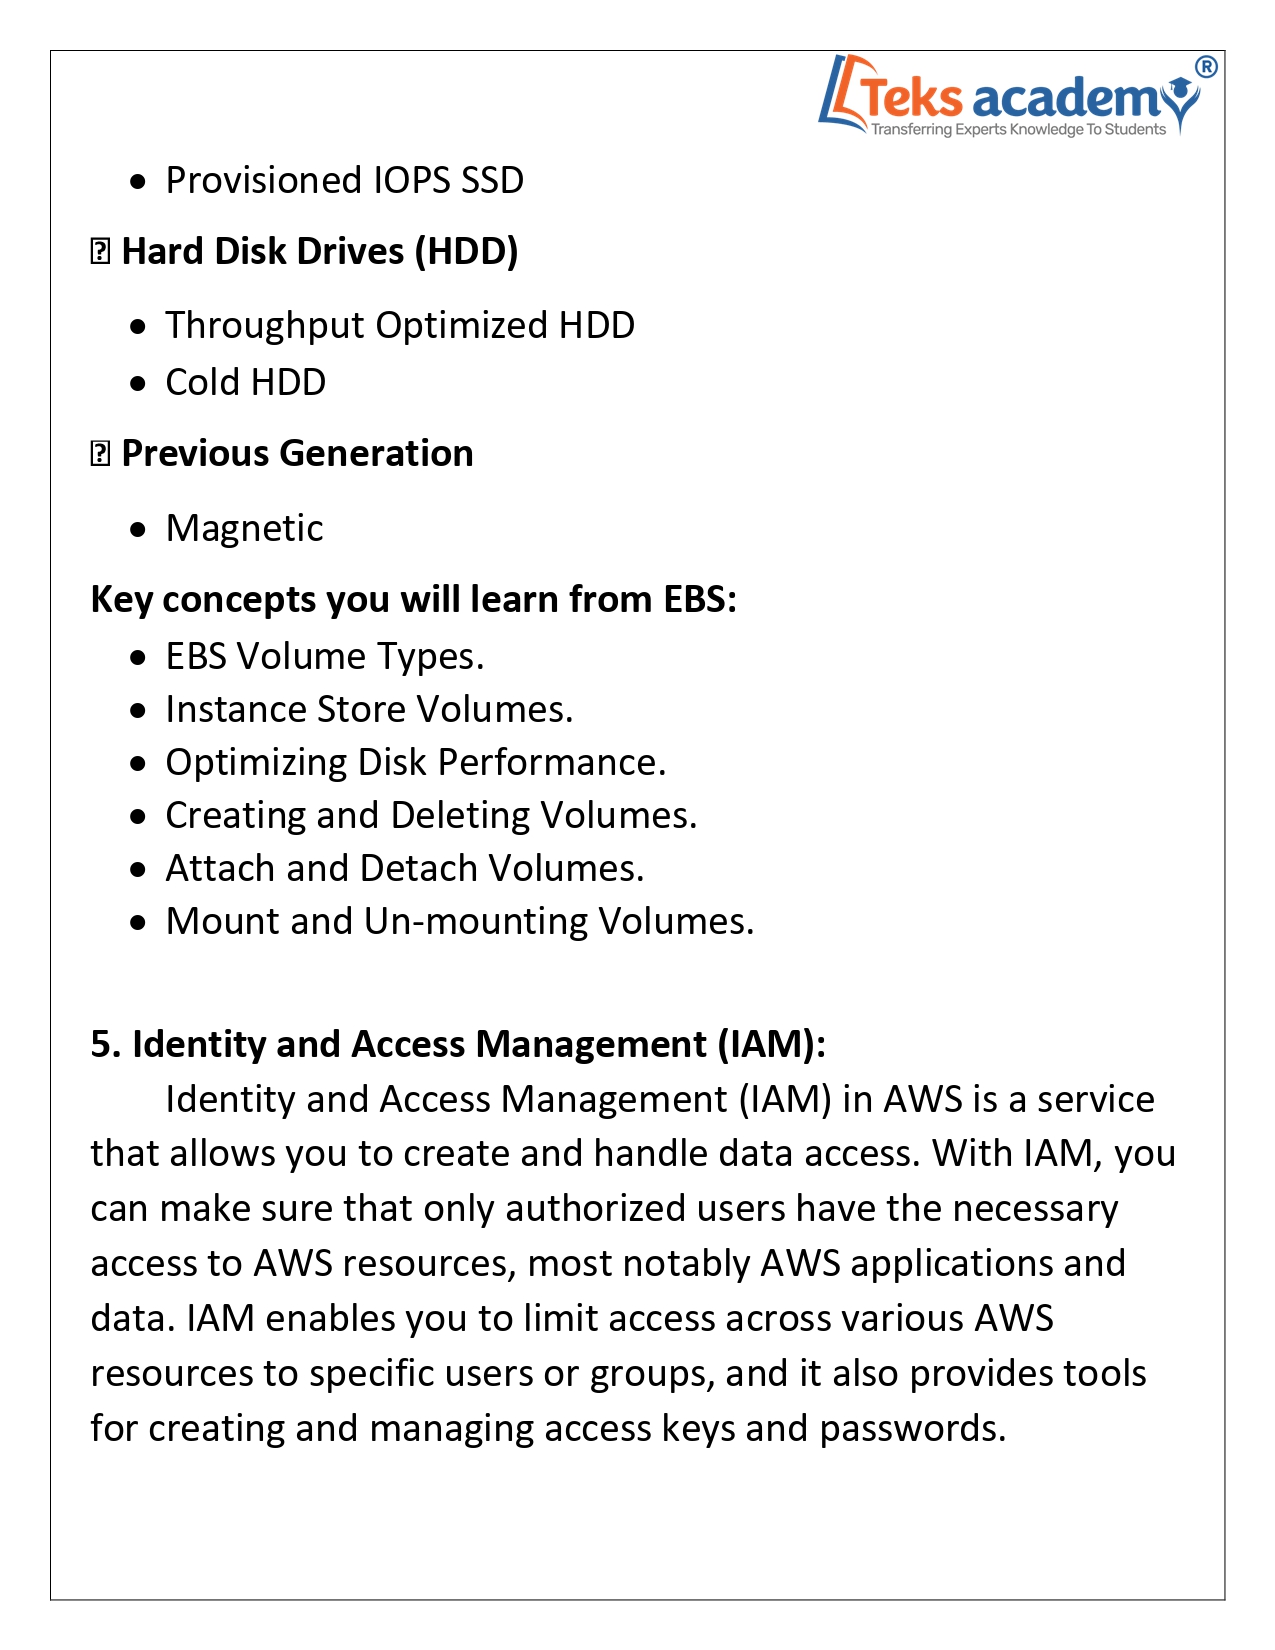 Teks academy ®
Transferring Experts Knowledge To Students
• Provisioned IOPS SSD
⍰ Hard Disk Drives (HDD)
• Throughput Optimized HDD
• Cold HDD
⍰ Previous Generation
• Magnetic
Key concepts you will learn from EBS:
• EBS Volume Types.
• Instance Store Volumes.
• Optimizing Disk Performance.
• Creating and Deleting Volumes.
• Attach and Detach Volumes.
• Mount and Un-mounting Volumes.
5. Identity and Access Management (IAM):
Identity and Access Management (IAM) in AWS is a service
that allows you to create and handle data access. With IAM, you
can make sure that only authorized users have the necessary
access to AWS resources, most notably AWS applications and
data. IAM enables you to limit access across various AWS
resources to specific users or groups, and it also provides tools
for creating and managing access keys and passwords.